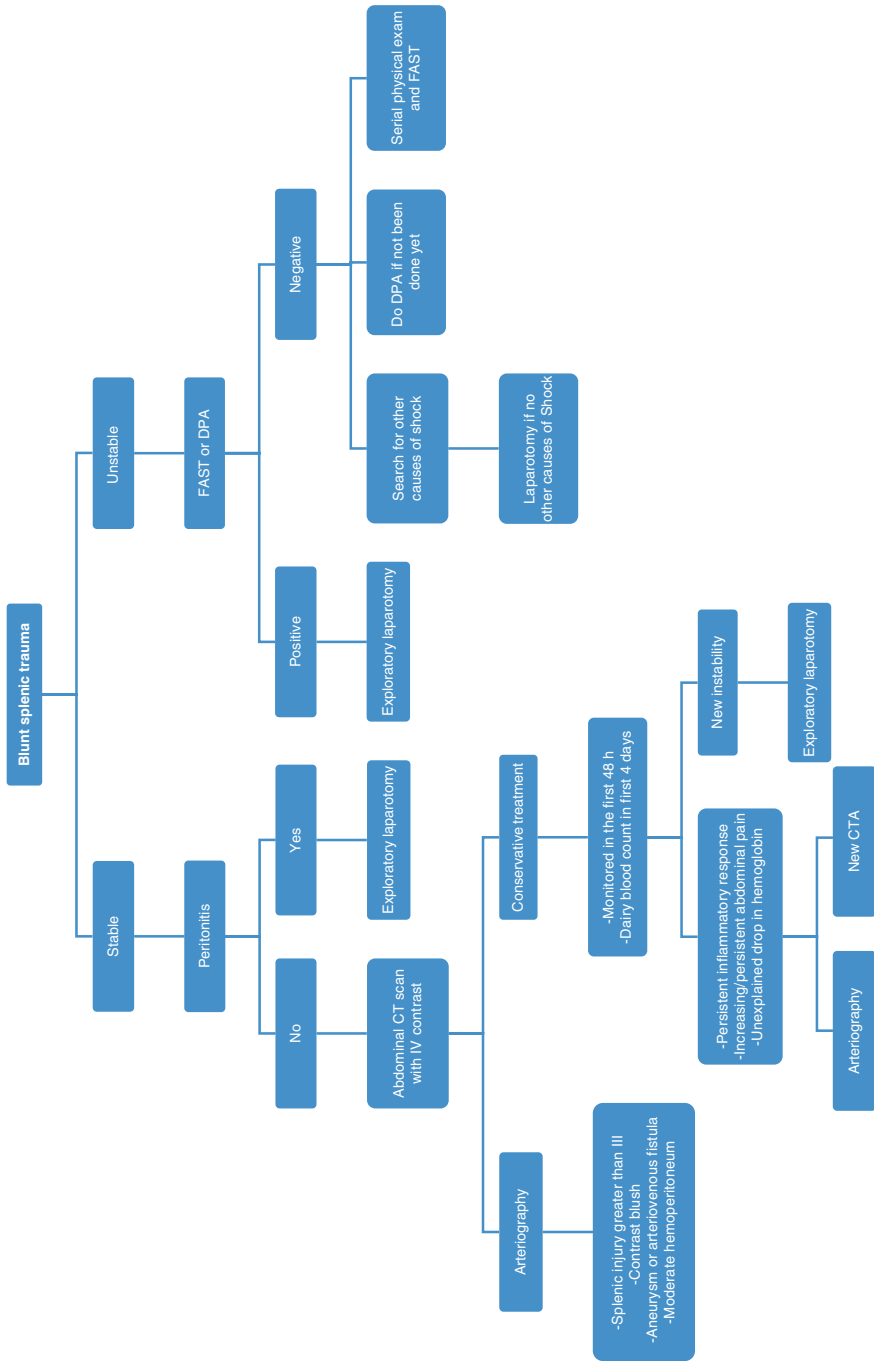 Blunt splenic trauma
Stable
Unstable
Peritonitis
FAST or DPA
No
Yes
Positive
Negative
Abdominal CT scan
with IV contrast
Exploratory laparotomy
Exploratory laparotomy
Search for other
causes of shock
Do DPA if not been
done yet
Serial physical exam
and FAST
Laparotomy if no
other causes of Shock
Arteriography
Conservative treatment
-Splenic injury greater than III
-Contrast blush
-Aneurysm or arteriovenous fistula
-Moderate hemoperitoneum
-Monitored in the first 48 h
-Dairy blood count in first 4 days
-Persistent inflamruatory response
-Increasing/persistent abdominal pain
-Unexplained drop in hemoglobin
New instability
Arteriography
New CTA
Exploratory laparotomy